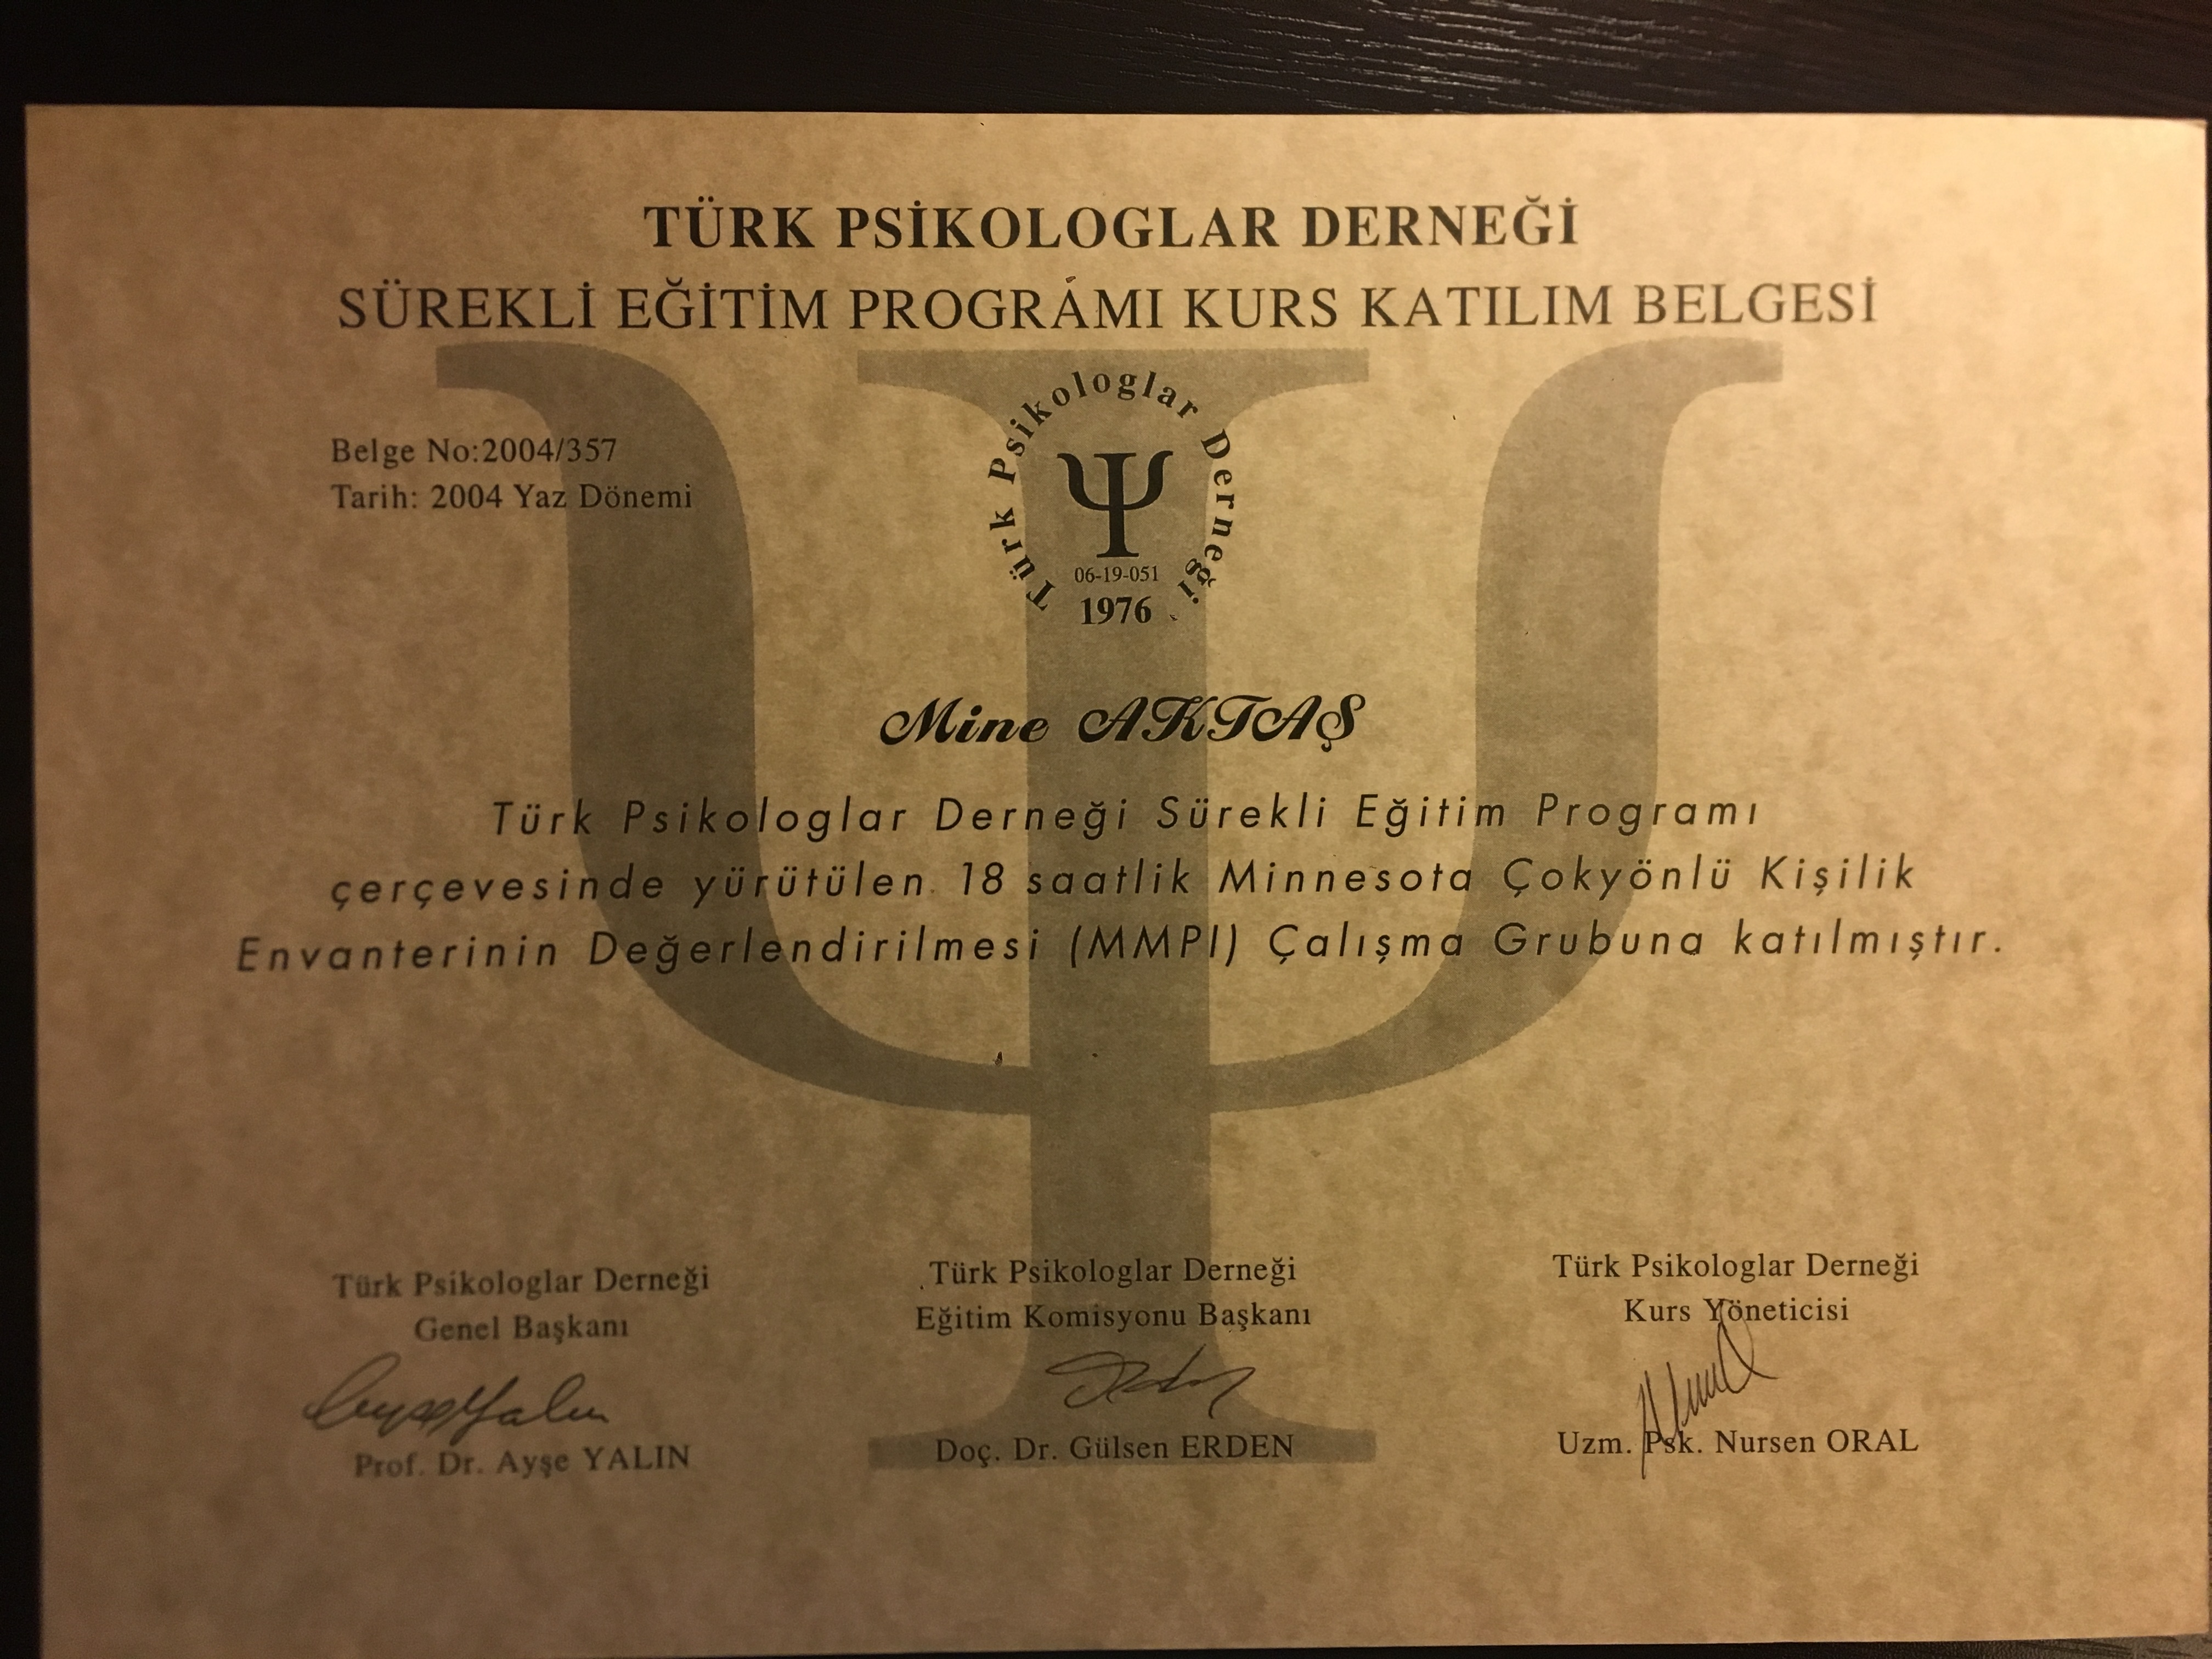 TÜRK PSİKOLOGLAR DERNEĞİ
SÜREKLİ EĞİTİM PROGRAMI KURS KATILIM BELGESİ
Belge No:2004/357
Tarih: 2004 Yaz Dönemi
Türk Psikologlar Derneği
Ψ
06-19-051
1976
Mine AKTAŞ
Türk Psikologlar Derneği Sürekli Eğitim Programı
çerçevesinde yürütülen 18 saatlik Minnesota Çokyönlü Kişilik
Envanterinin Değerlendirilmesi (MMPI) Çalışma Grubuna katılmıştır.
Türk Psikologlar Derneği
Genel Başkanı
Ayşe Yalın
Prof. Dr. Ayşe YALIN
Türk Psikologlar Derneği
Eğitim Komisyonu Başkanı
Doç. Dr. Gülsen ERDEN
Türk Psikologlar Derneği
Kurs Yöneticisi
Uzm. Psk. Nursen ORAL